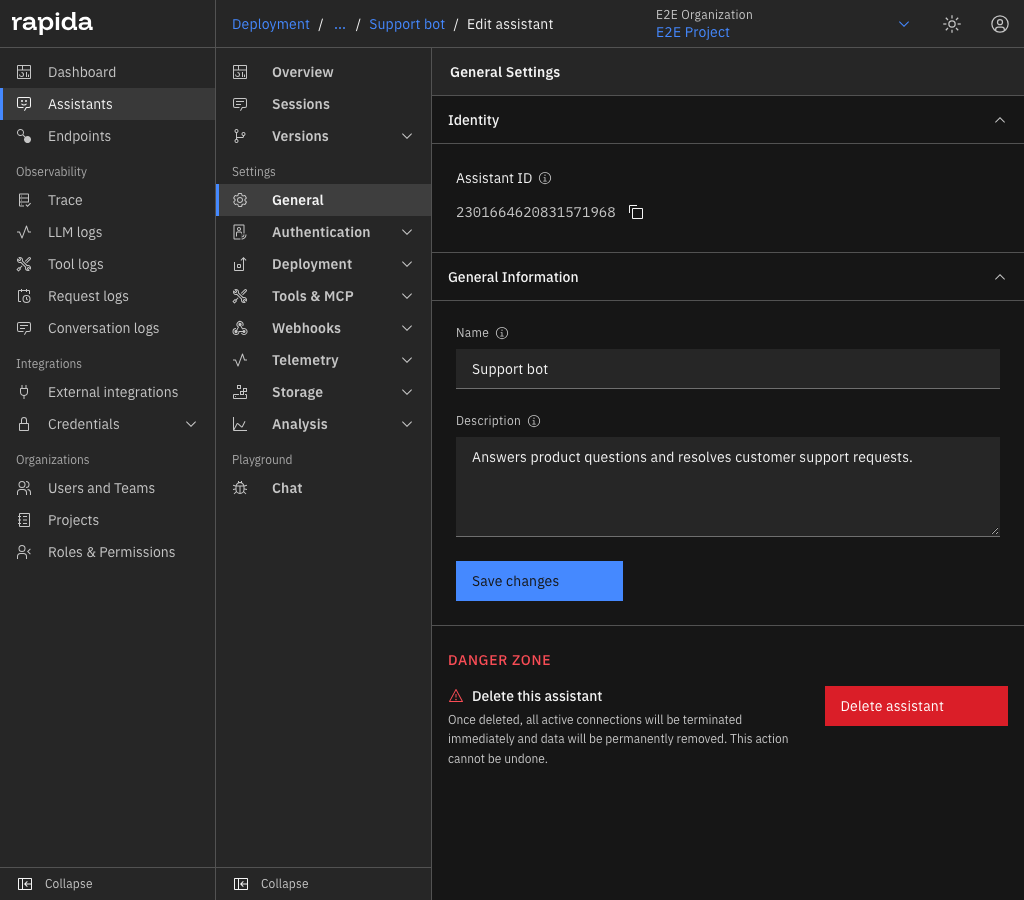 rapida
Deployment / ... / Support bot / Edit assistant
E2E Organization
E2E Project
Dashboard
Assistants
Endpoints
Observability
Trace
LLM logs
Tool logs
Request logs
Conversation logs
Integrations
External integrations
Credentials
Organizations
Users and Teams
Projects
Roles & Permissions
Collapse
Overview
Sessions
Versions
Settings
General
Authentication
Deployment
Tools & MCP
Webhooks
Telemetry
Storage
Analysis
Playground
Chat
Collapse
General Settings
Identity
Assistant ID
2301664620831571968
General Information
Name
Support bot
Description
Answers product questions and resolves customer support requests.
Save changes
DANGER ZONE
Delete this assistant
Once deleted, all active connections will be terminated
immediately and data will be permanently removed. This action
cannot be undone.
Delete assistant